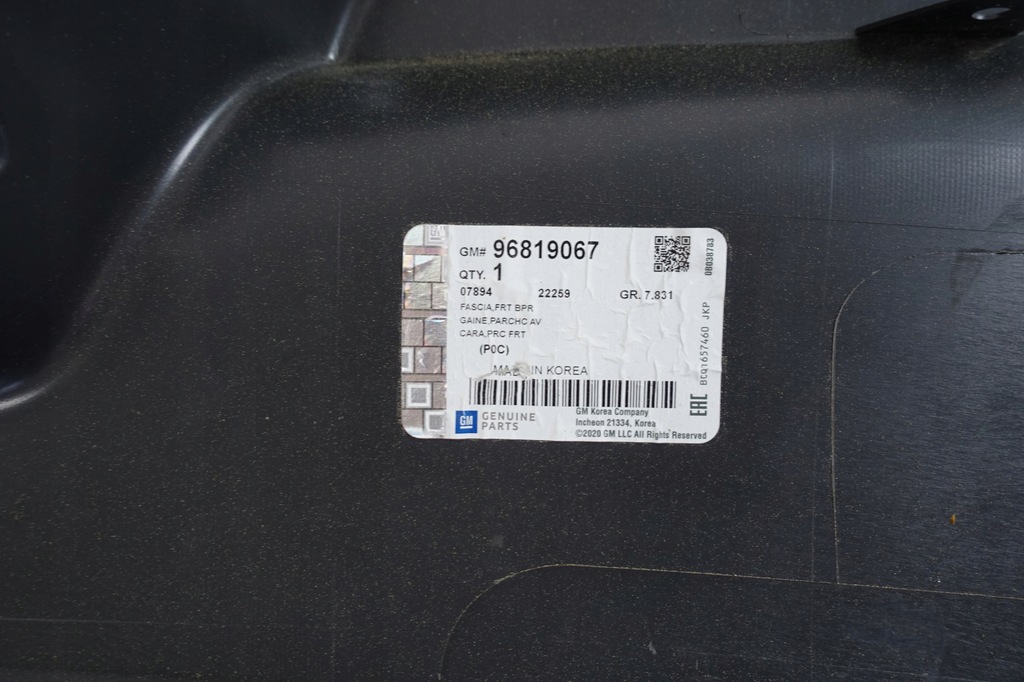 GM# 96819067
QTY. 1
07894 22259 GR. 7.831
FASCIA,FRT BPR
GAINE,PARCHC AV
CARA,PRC FRT
(P0C)
MADE IN KOREA
GM GENUINE PARTS
GM Korea Company
Incheon 21334, Korea
©2020 GM LLC All Rights Reserved
08038783
BCQ1657460 JKP
EAC